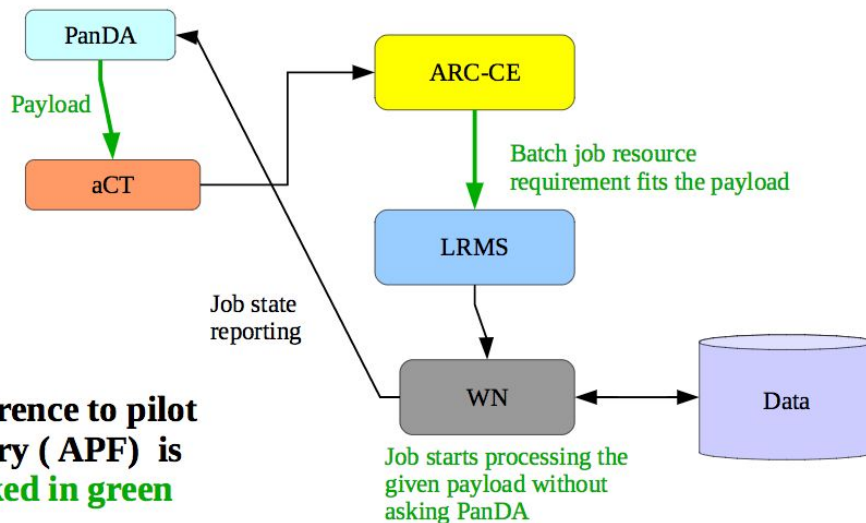 PanDA
ARC-CE
Payload
Batch job resource
requirement fits the payload
aCT
LRMS
Job state
reporting
WN
Data
rence to pilot
ry ( APF) is
ked in green
Job starts processing the
given payload without
asking PanDA